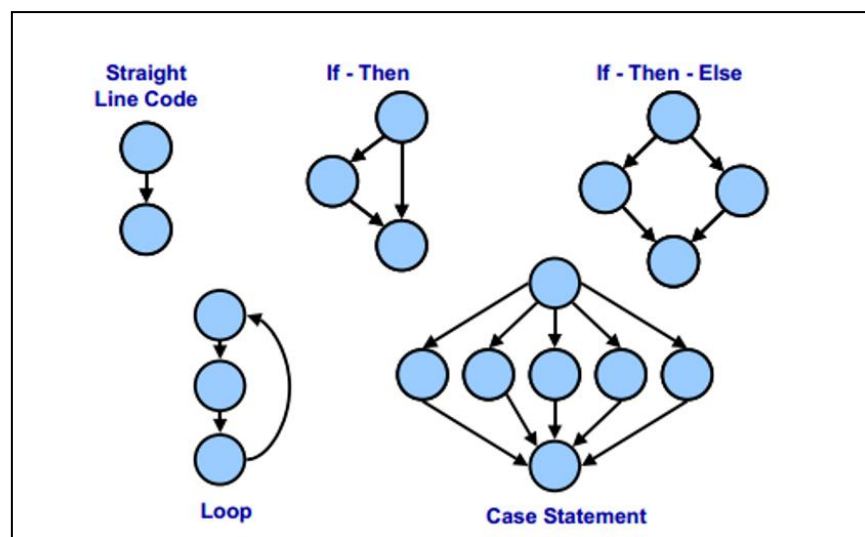 Straight
Line Code
If - Then
If - Then - Else
Loop
Case Statement